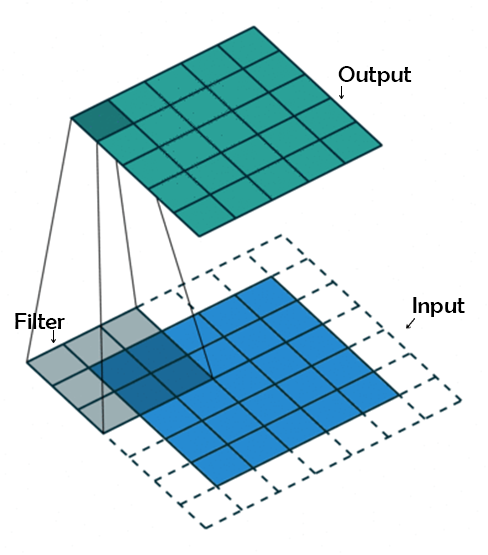 Output
↓
Filter
↓
Input
↙